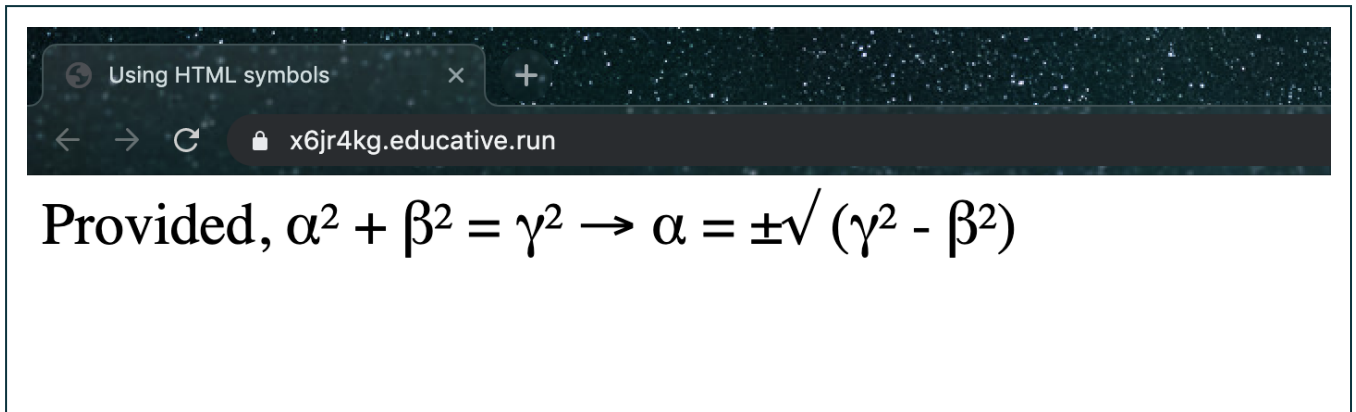 Using HTML symbols
x6jr4kg.educative.run
Provided, α² + β² = γ² → α = ±√ (γ² - β²)